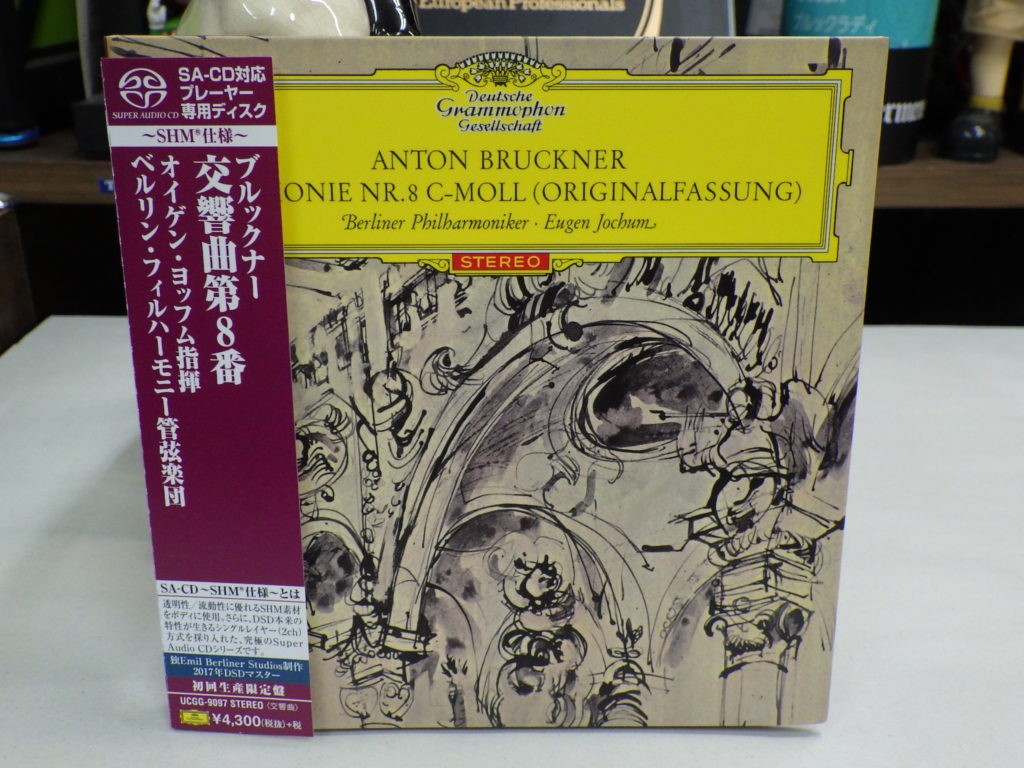 European Professionals
ブルックラディ
SUPER AUDIO CD
SA-CD対応
プレーヤー
専用ディスク
～SHM®仕様～
ブルックナー
交響曲第8番
オイゲン・ヨッフム指揮
ベルリン・フィルハーモニー管弦楽団
SA-CD～SHM®仕様～とは
透明性／流動性に優れるSHM素材
をボディに使用。さらに、DSD本来の
特性が生きるシングルレイヤー(2ch)
方式を採り入れた、究極のSuper
Audio CDシリーズです。
独Emil Berliner Studios制作
2017年DSDマスター
初回生産限定盤
UCGG-9097 STEREO 〈交響曲〉
¥4,300(税抜)+税
Deutsche
Grammophon
Gesellschaft
ANTON BRUCKNER
ONIE NR.8 C-MOLL (ORIGINALFASSUNG)
Berliner Philharmoniker · Eugen Jochum
STEREO